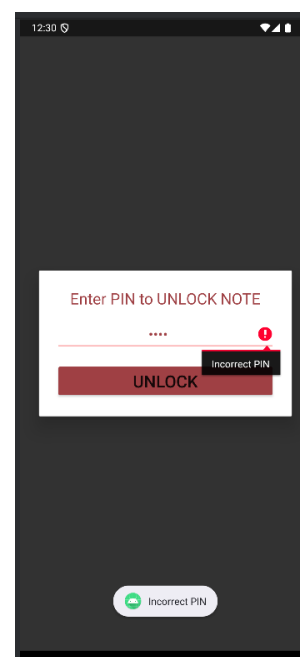 12:30
Enter PIN to UNLOCK NOTE
••••
Incorrect PIN
UNLOCK
Incorrect PIN